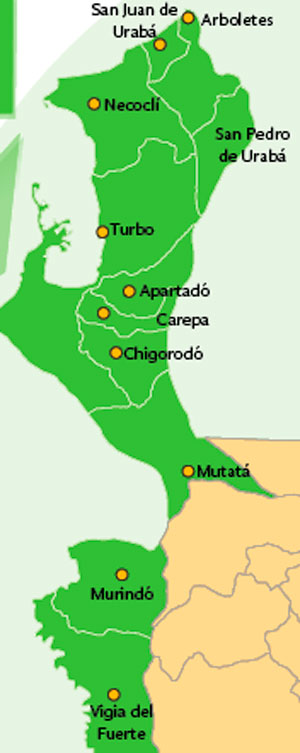 San Juan de
Urabá
Arboletes
Necoclí
San Pedro
de Urabá
Turbo
Apartadó
Carepa
Chigorodó
Mutatá
Murindó
Vigia del
Fuerte